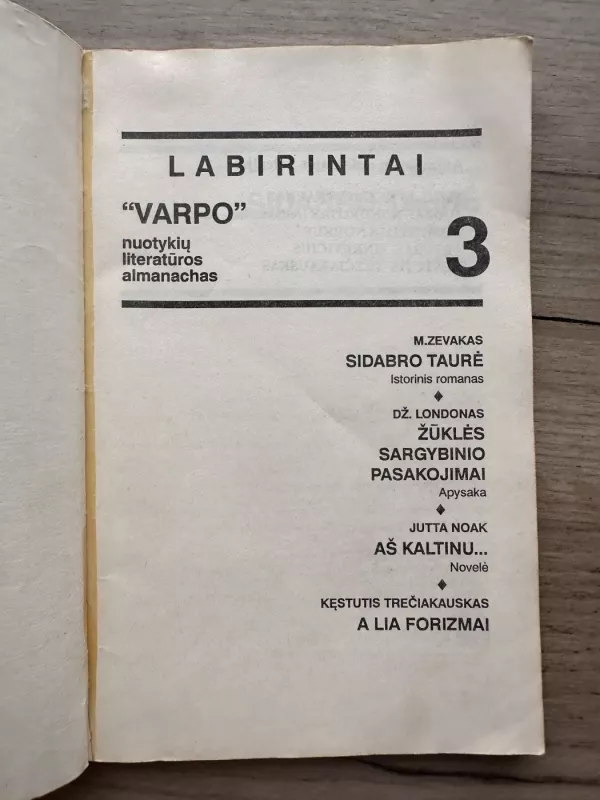 LABIRINTAI
“VARPO”
nuotykių
literatūros
almanachas
3
M.ZEVAKAS
SIDABRO TAURĖ
Istorinis romanas
♦
DŽ. LONDONAS
ŽŪKLĖS
SARGYBINIO
PASAKOJIMAI
Apysaka
♦
JUTTA NOAK
AŠ KALTINU...
Novelė
♦
KĘSTUTIS TREČIAKAUSKAS
A LIA FORIZMAI